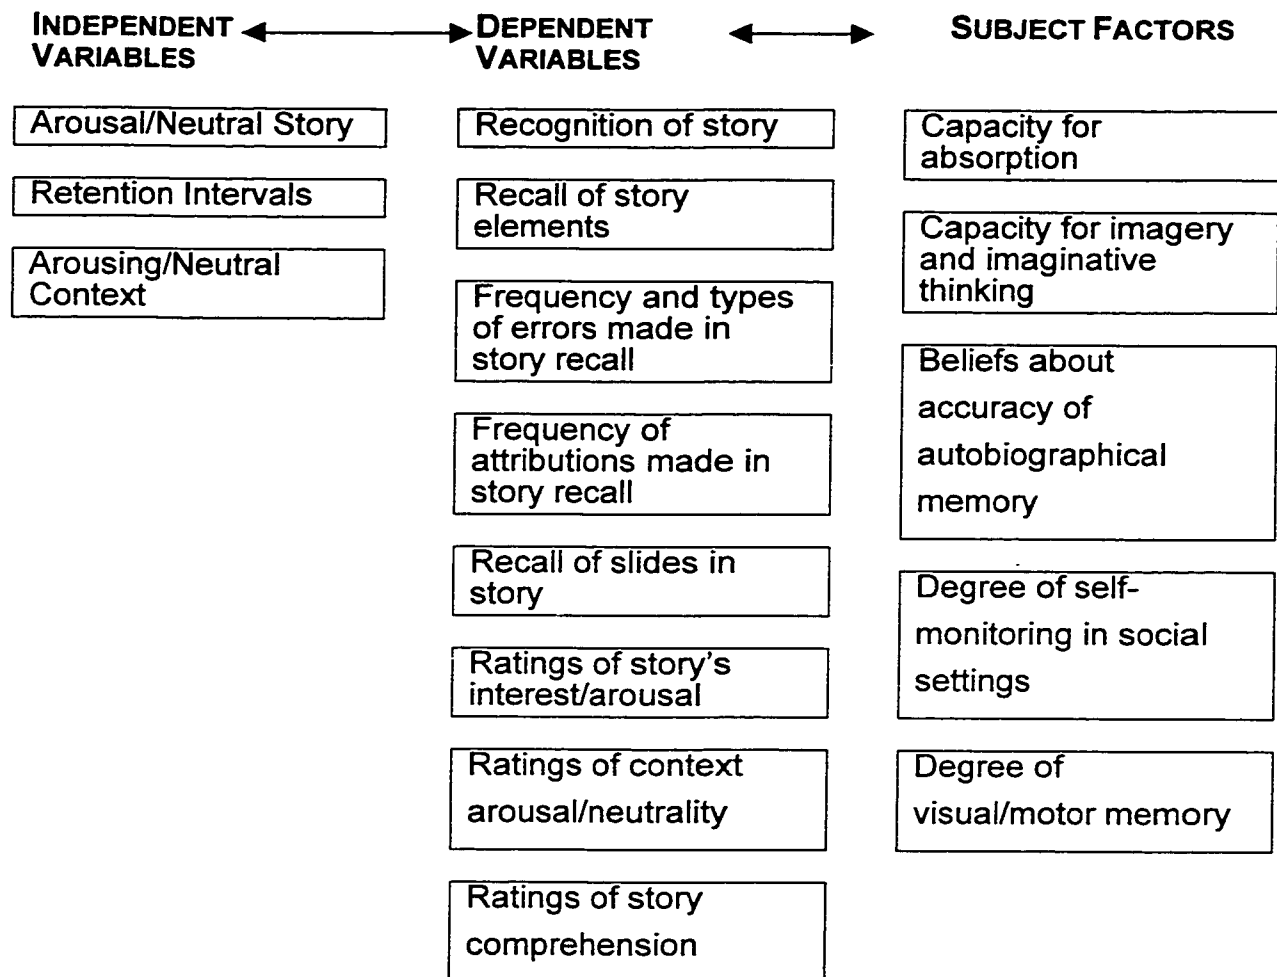 INDEPENDENT
VARIABLES
DEPENDENT
VARIABLES
SUBJECT FACTORS
Arousal/Neutral Story
Retention Intervals
Arousing/Neutral
Context
Recognition of story
Recall of story
elements
Frequency and types
of errors made in
story recall
Frequency of
attributions made in
story recall
Recall of slides in
story
Ratings of story's
interest/arousal
Ratings of context
arousal/neutrality
Ratings of story
comprehension
Capacity for
absorption
Capacity for imagery
and imaginative
thinking
Beliefs about
accuracy of
autobiographical
memory
Degree of self-
monitoring in social
settings
Degree of
visual/motor memory